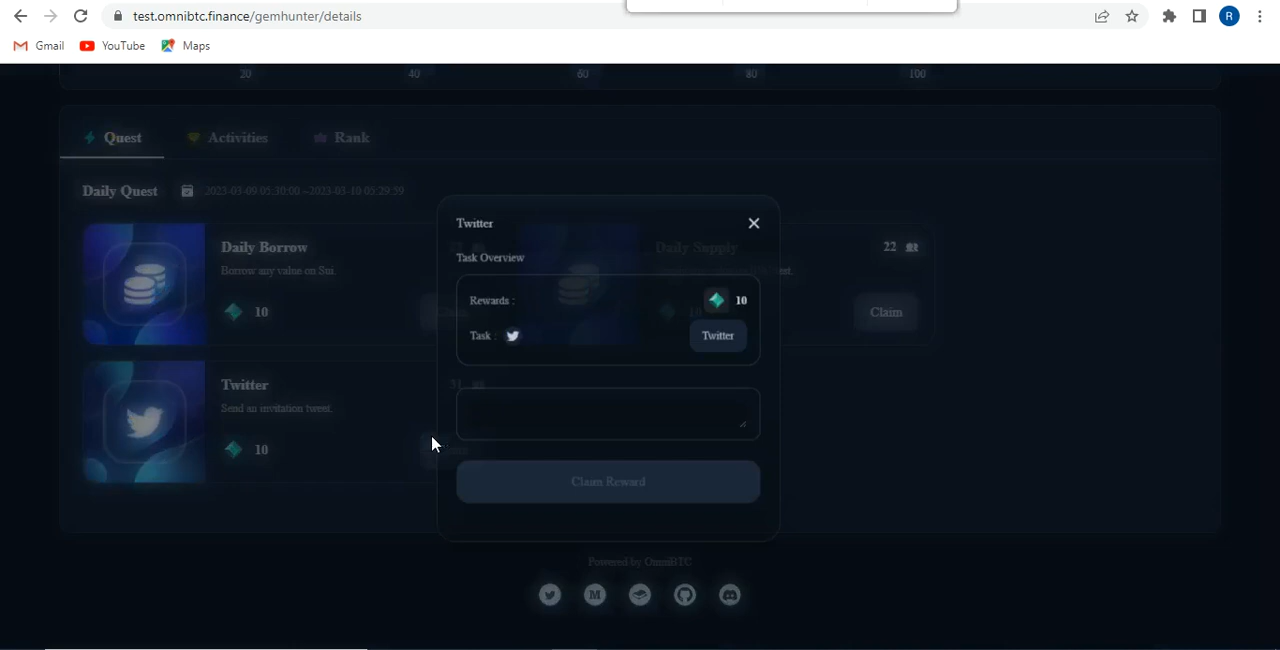 test.omnibtc.finance/gemhunter/details
R
Gmail YouTube Maps
20 40 60 80 100
Quest Activities Rank
Daily Quest 2023-03-09 05:30:00 ~2023-03-10 05:29:59
Daily Borrow
Borrow any value on Sui.
10
Daily Supply
22
10
Claim
Twitter
Send an invitation tweet.
31
10
Twitter
Task Overview
Rewards :
10
Task :
Twitter
Claim Reward
Powered by OmniBTC
M